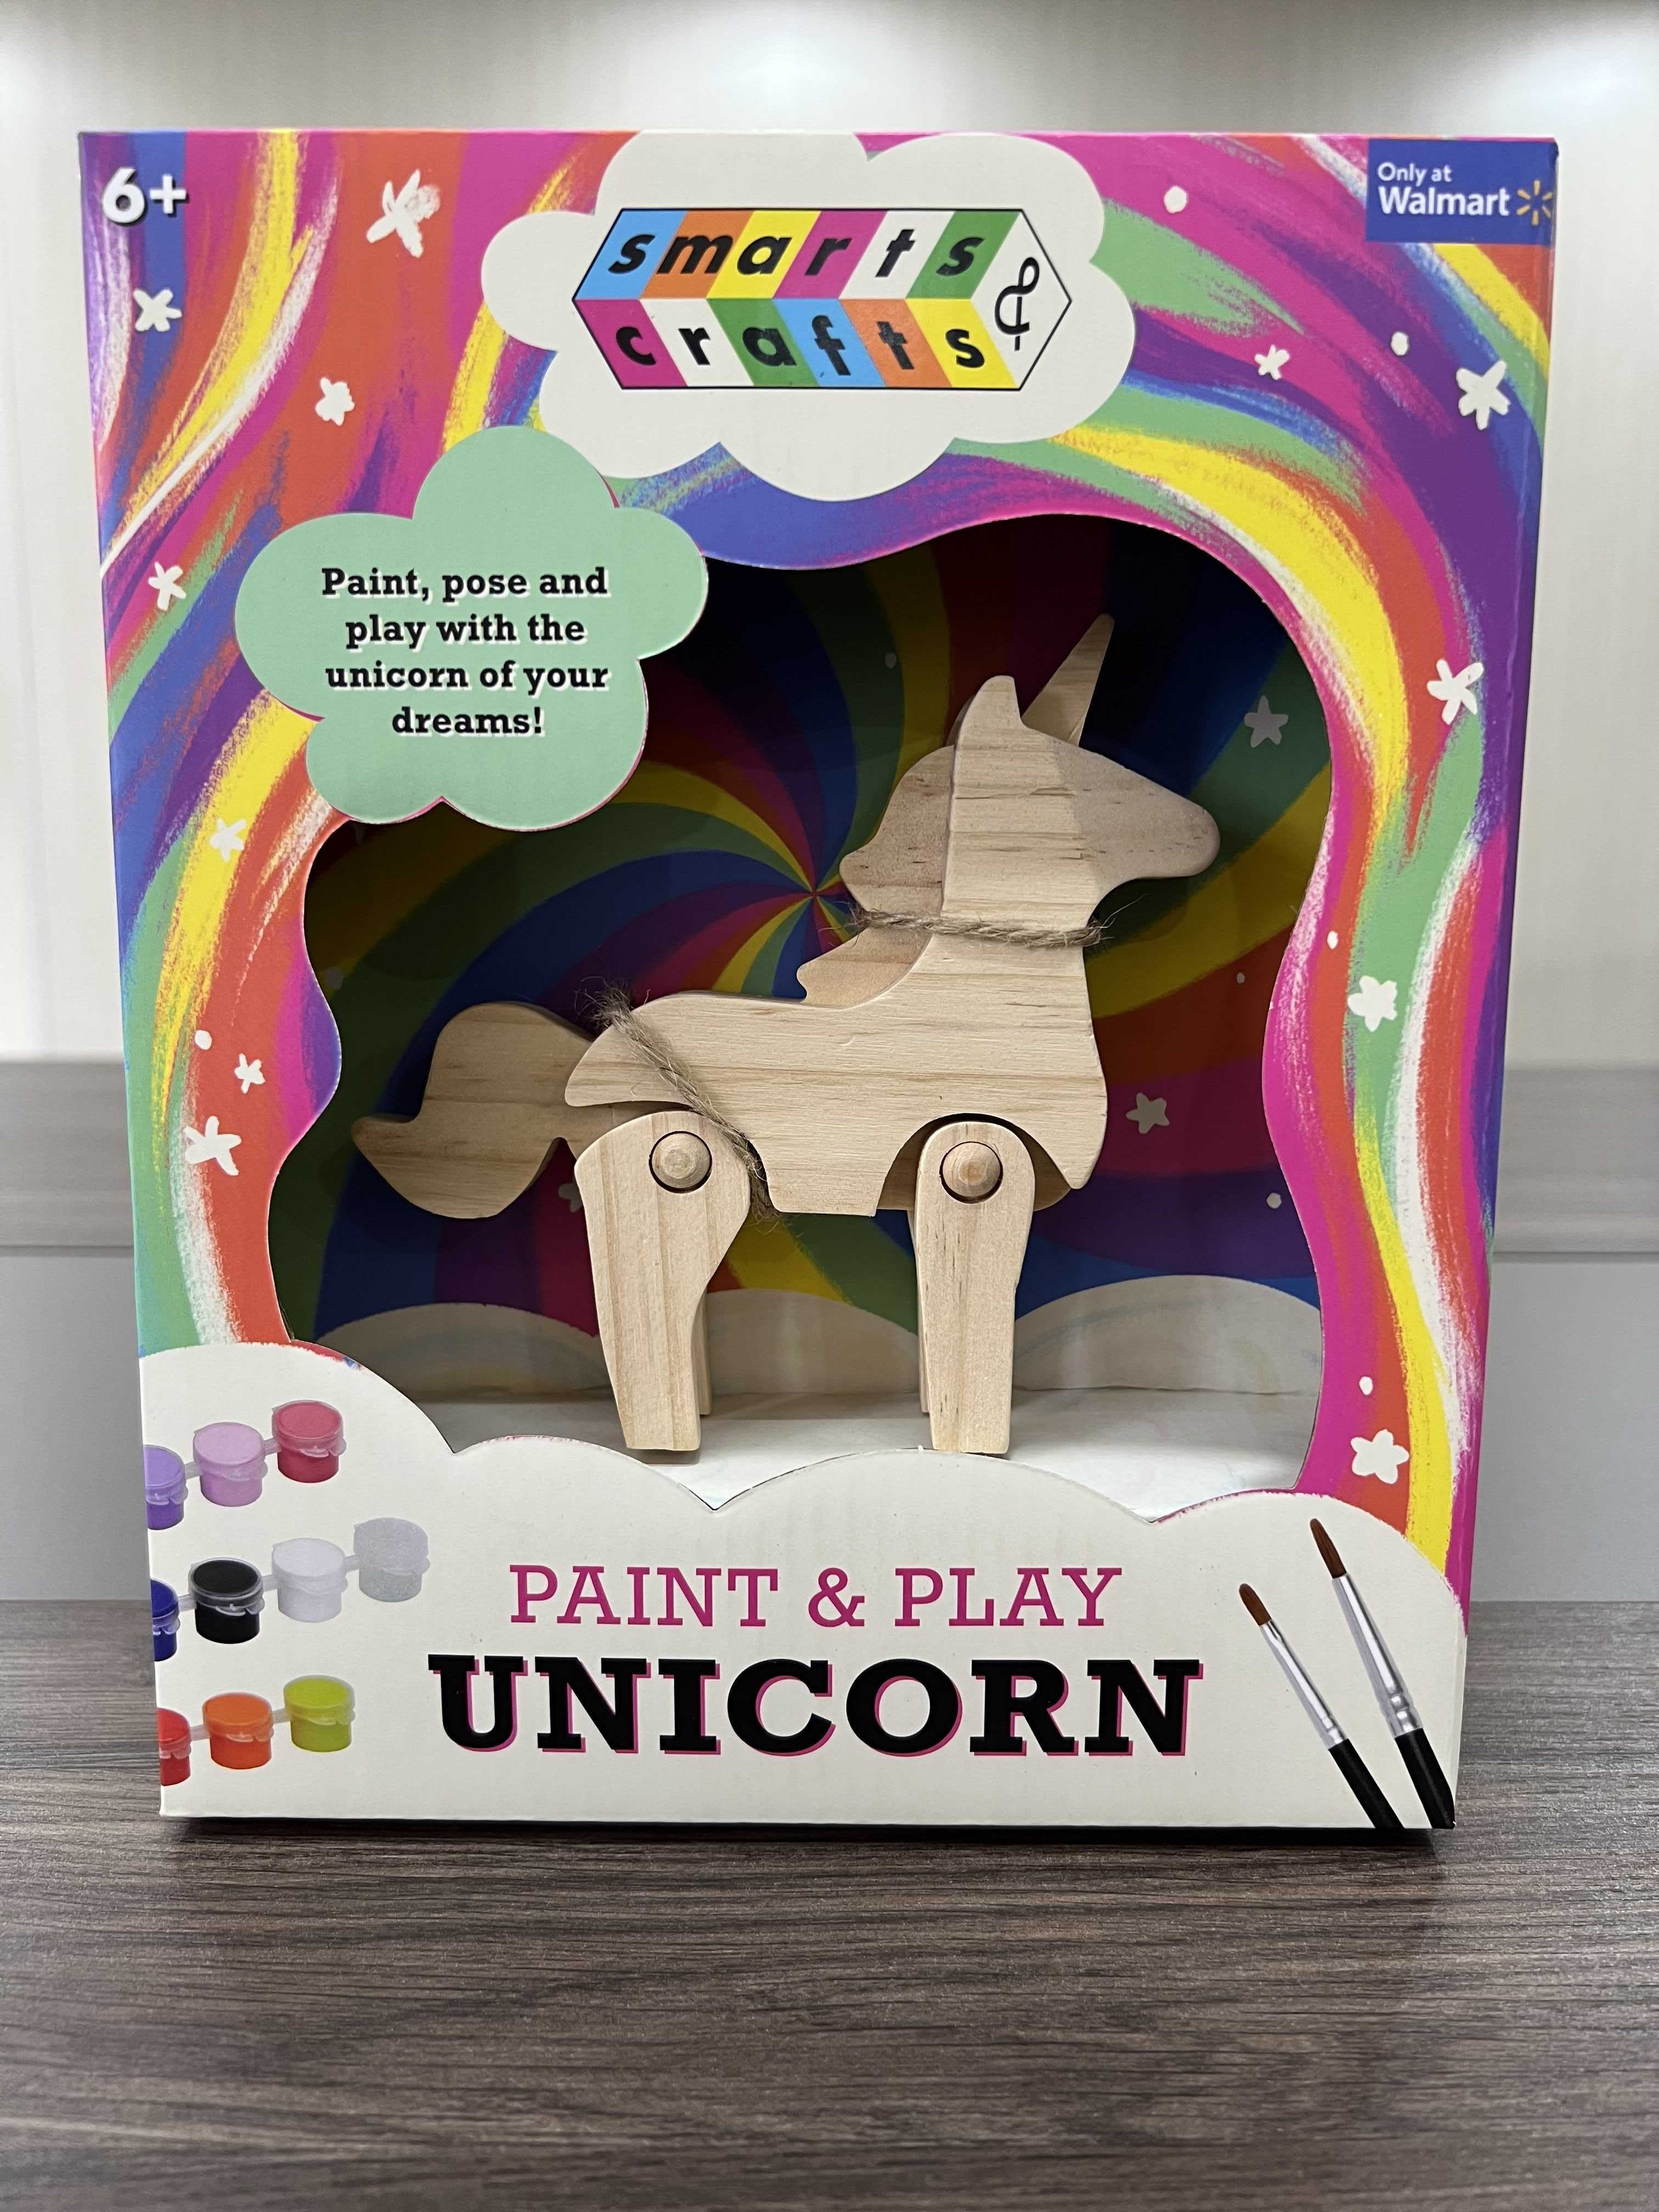 6+
Only at
Walmart
smarts
&
crafts
Paint, pose and
play with the
unicorn of your
dreams!
PAINT & PLAY
UNICORN